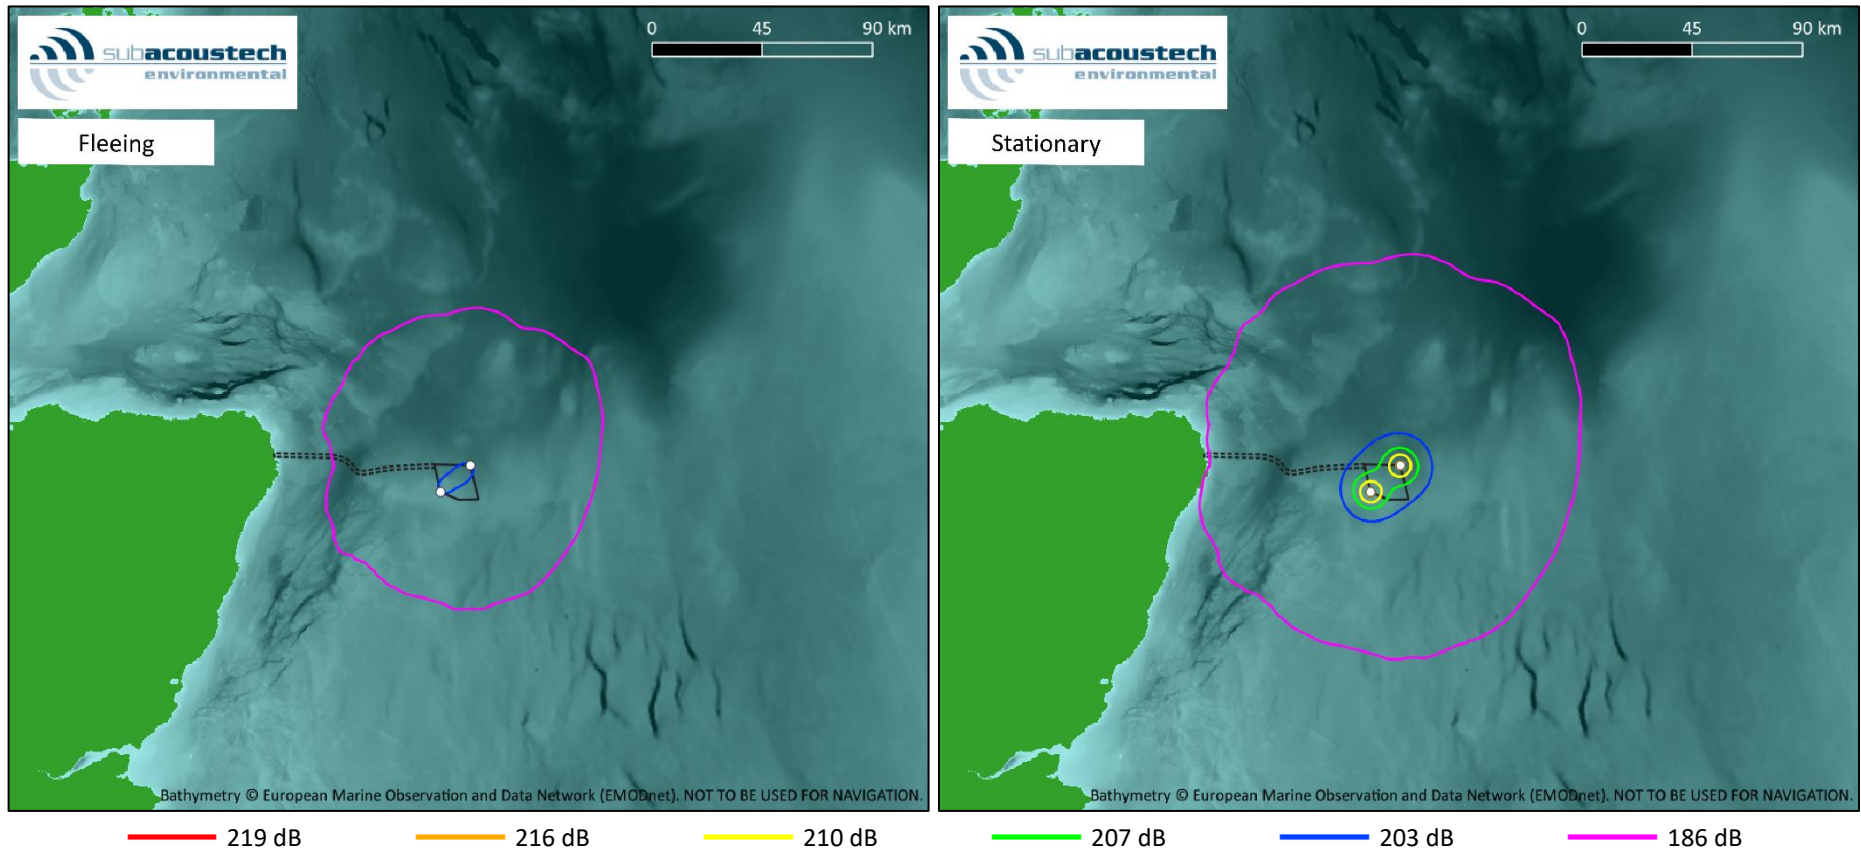 subacoustech
environmental
Fleeing
0 45 90 km
Bathymetry © European Marine Observation and Data Network (EMODnet). NOT TO BE USED FOR NAVIGATION.
subacoustech
environmental
Stationary
0 45 90 km
Bathymetry © European Marine Observation and Data Network (EMODnet). NOT TO BE USED FOR NAVIGATION.
219 dB 216 dB 210 dB 207 dB 203 dB 186 dB